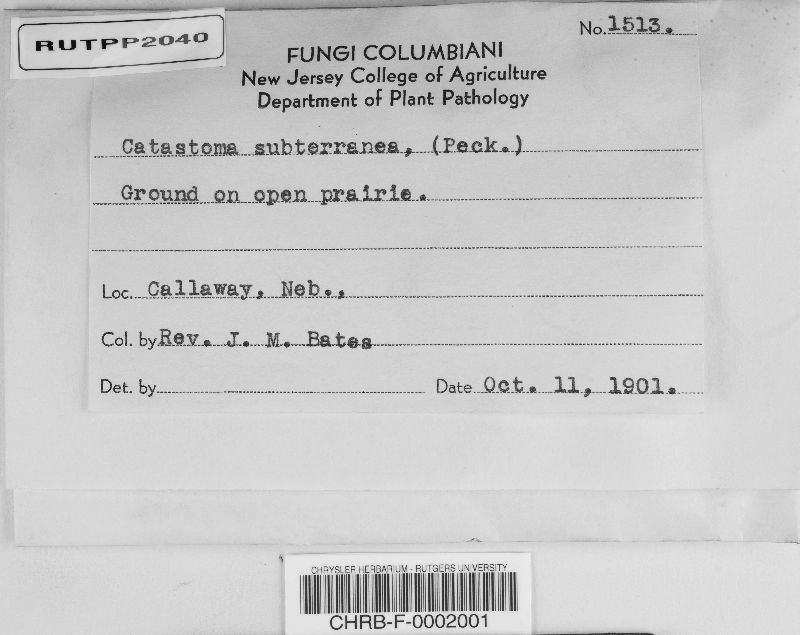 RUTPP2040
No. 1513.
FUNGI COLUMBIANI
New Jersey College of Agriculture
Department of Plant Pathology
Catastoma subterranea, (Peck.)
Ground on open prairie.
Loc. Callaway, Neb.,
Col. by Rev. J. M. Bates
Det. by
Date Oct. 11, 1901.
CHRYSLER HERBARIUM - RUTGERS UNIVERSITY
CHRB-F-0002001